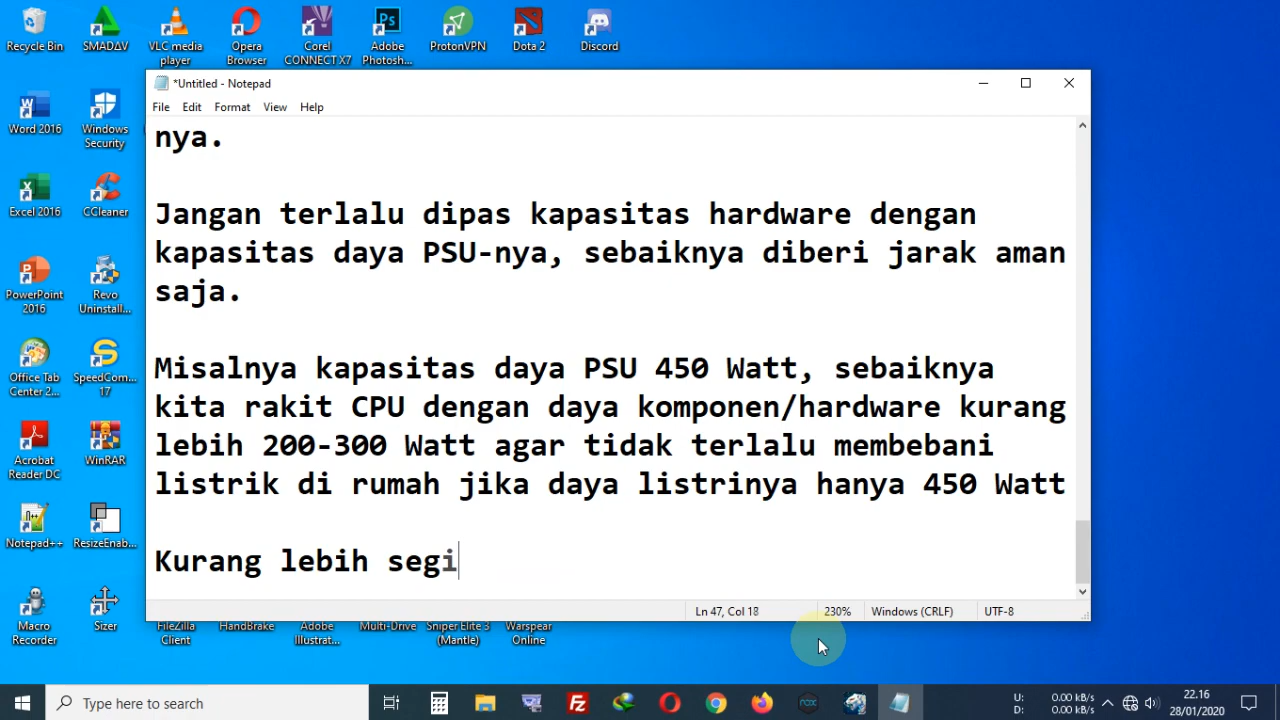 Recycle Bin
SMADΔV
VLC media player
Opera Browser
Corel CONNECT X7
Adobe Photosh...
ProtonVPN
Dota 2
Discord
*Untitled - Notepad
File Edit Format View Help
nya.
Jangan terlalu dipas kapasitas hardware dengan
kapasitas daya PSU-nya, sebaiknya diberi jarak aman
saja.
Misalnya kapasitas daya PSU 450 Watt, sebaiknya
kita rakit CPU dengan daya komponen/hardware kurang
lebih 200-300 Watt agar tidak terlalu membebani
listrik di rumah jika daya listrinya hanya 450 Watt
Kurang lebih segi
Ln 47, Col 18 230% Windows (CRLF) UTF-8
Word 2016
Windows Security
Excel 2016
CCleaner
PowerPoint 2016
Revo Uninstall...
Office Tab Center 2...
SpeedCom... 17
Acrobat Reader DC
WinRAR
Notepad++
ResizeEnab...
Macro Recorder
Sizer
FileZilla Client
HandBrake
Adobe Illustrat...
Multi-Drive
Sniper Elite 3 (Mantle)
Warspear Online
Type here to search
U: 0.00 kB/s
D: 0.00 kB/s
22.16
28/01/2020